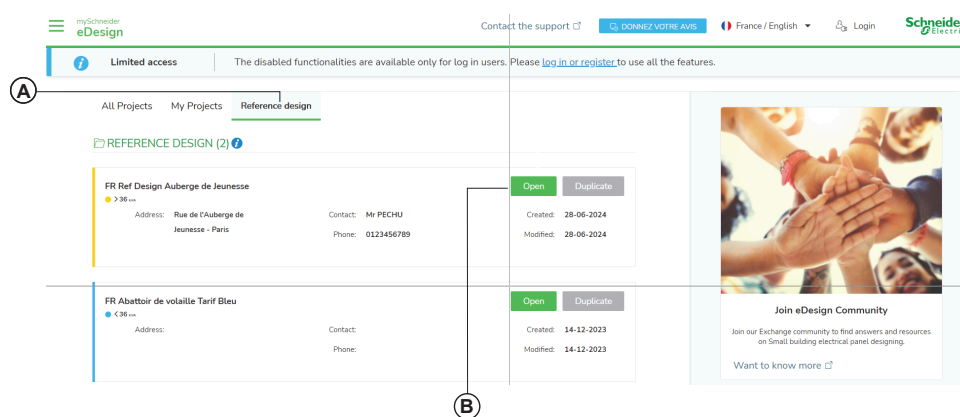 mySchneider
eDesign
Contact the support
DONNEZ VOTRE AVIS
France / English
Login
Schneide
Electri
Limited access
The disabled functionalities are available only for log in users. Please log in or register to use all the features.
A
All Projects
My Projects
Reference design
REFERENCE DESIGN (2)
FR Ref Design Auberge de Jeunesse
Open
Duplicate
> 36 kVA
Address: Rue de l'Auberge de
Jeunesse - Paris
Contact: Mr PECHU
Created: 28-06-2024
Phone: 0123456789
Modified: 28-06-2024
FR Abattoir de volaille Tarif Bleu
Open
Duplicate
< 36 kVA
Address:
Contact:
Created: 14-12-2023
Phone:
Modified: 14-12-2023
Join eDesign Community
Join our Exchange community to find answers and resources
on Small building electrical panel designing.
Want to know more
B